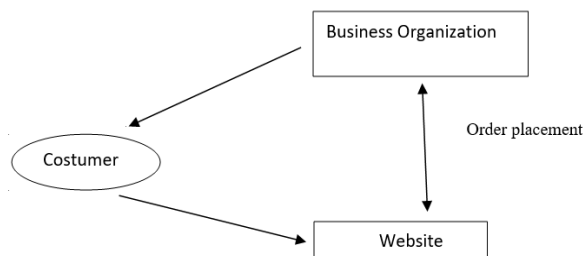 Business Organization
Order placement
Costumer
Website